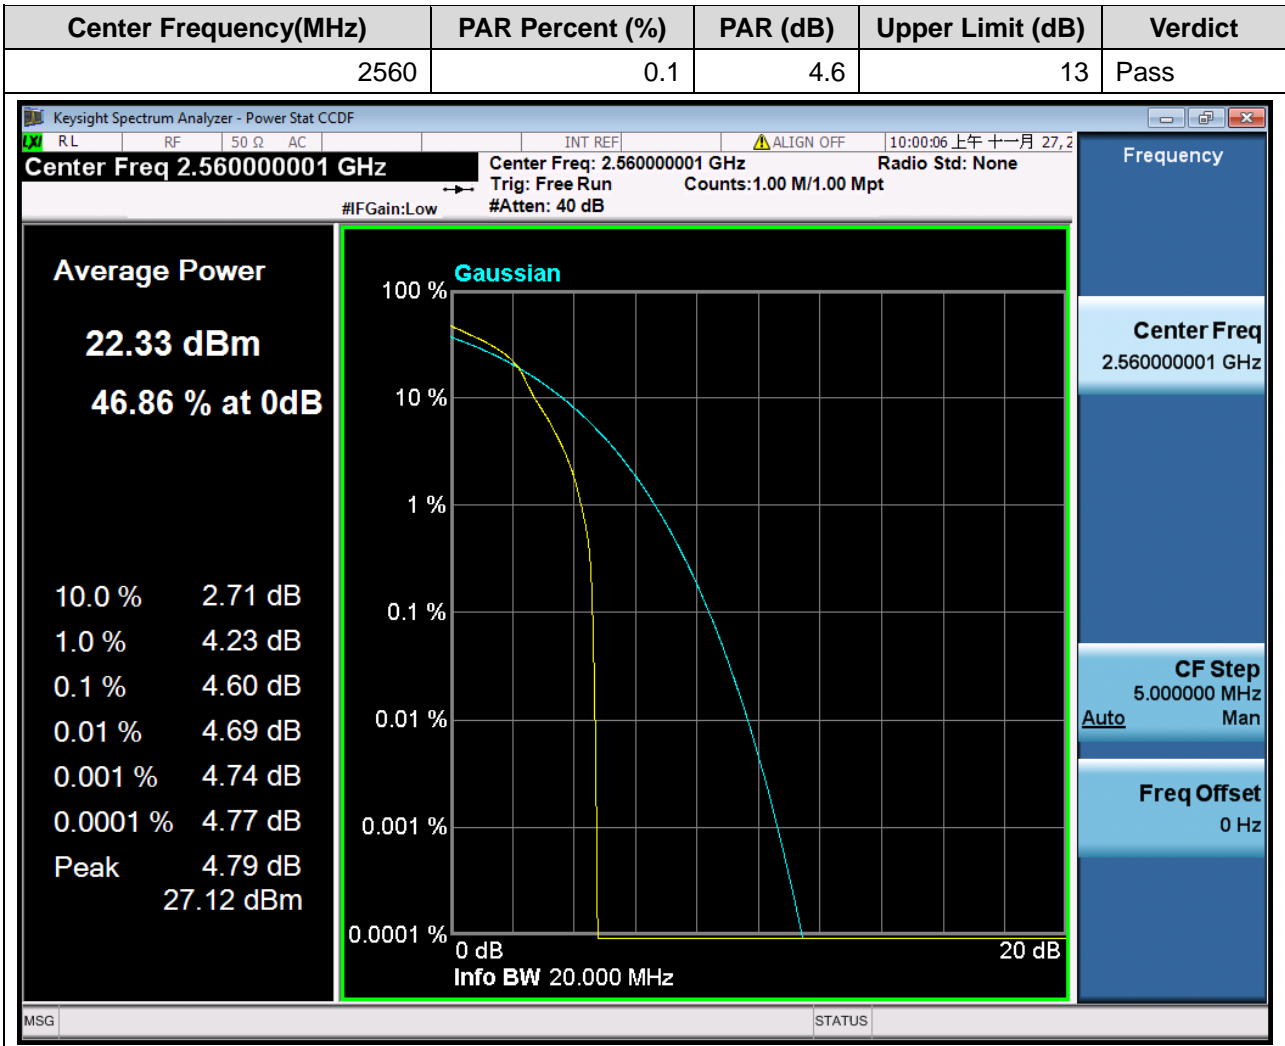 Center Frequency(MHz) PAR Percent (%) PAR (dB) Upper Limit (dB) Verdict
2560 0.1 4.6 13 Pass
Keysight Spectrum Analyzer - Power Stat CCDF
LXI RL RF 50 Ω AC INT REF ALIGN OFF 10:00:06 上午 十一月 27, 2
Center Freq 2.560000001 GHz
Center Freq: 2.560000001 GHz Radio Std: None
Trig: Free Run Counts:1.00 M/1.00 Mpt
#IFGain:Low #Atten: 40 dB
Average Power
22.33 dBm
46.86 % at 0dB
10.0 % 2.71 dB
1.0 % 4.23 dB
0.1 % 4.60 dB
0.01 % 4.69 dB
0.001 % 4.74 dB
0.0001 % 4.77 dB
Peak 4.79 dB
27.12 dBm
Gaussian
100 %
10 %
1 %
0.1 %
0.01 %
0.001 %
0.0001 %
0 dB 20 dB
Info BW 20.000 MHz
Frequency
Center Freq
2.560000001 GHz
CF Step
5.000000 MHz
Auto Man
Freq Offset
0 Hz
MSG STATUS